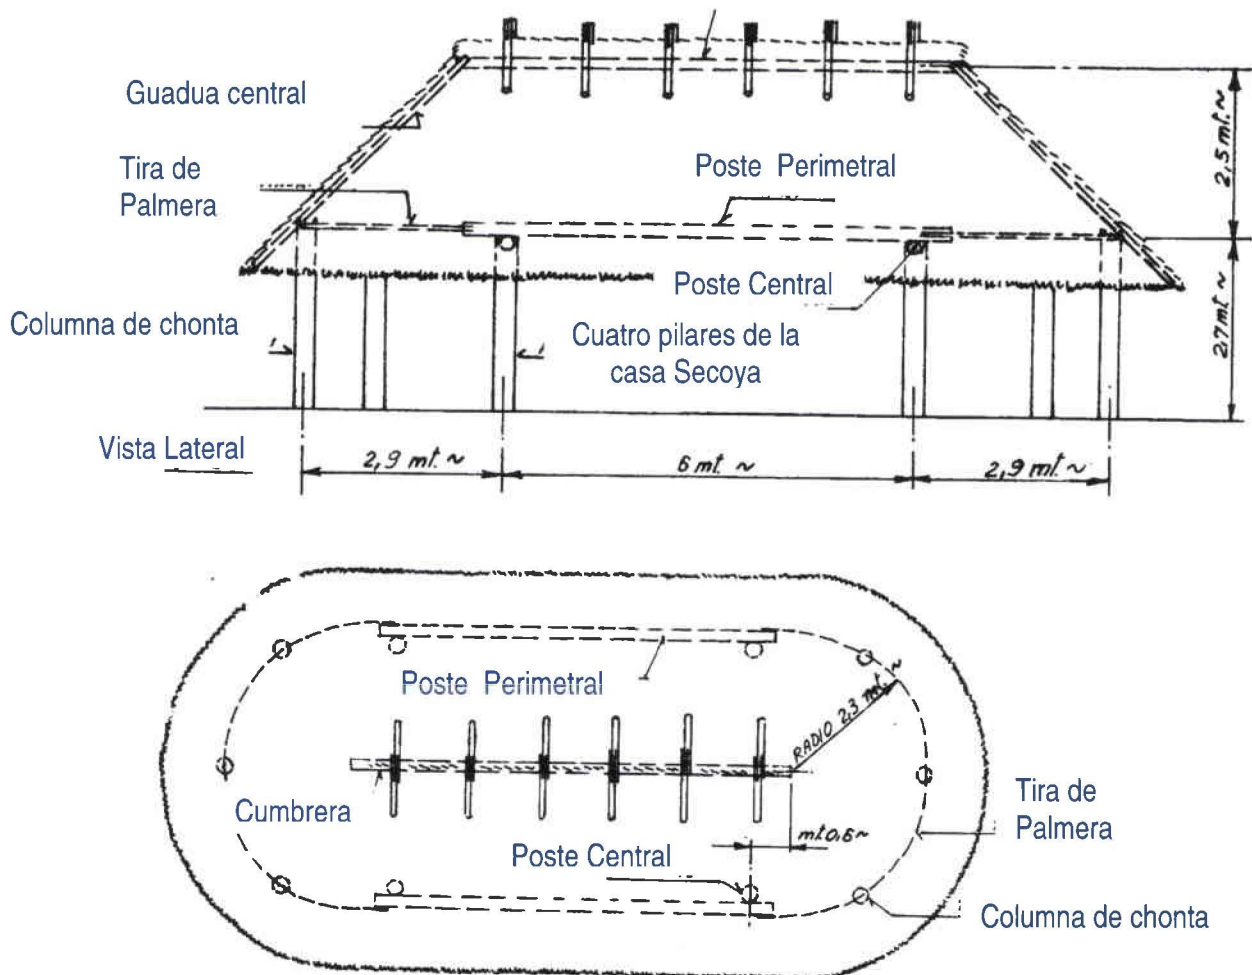 Guadua central
Tira de
Palmera
Poste Perimetral
2,5 mt. ~
Poste Central
Columna de chonta
Cuatro pilares de la
casa Secoya
2,7 mt. ~
Vista Lateral
2,9 mt. ~
6 mt. ~
2,9 mt. ~
Poste Perimetral
RADIO 2,3 mt. ~
Cumbrera
Tira de
Palmera
mt 0,6 ~
Poste Central
Columna de chonta